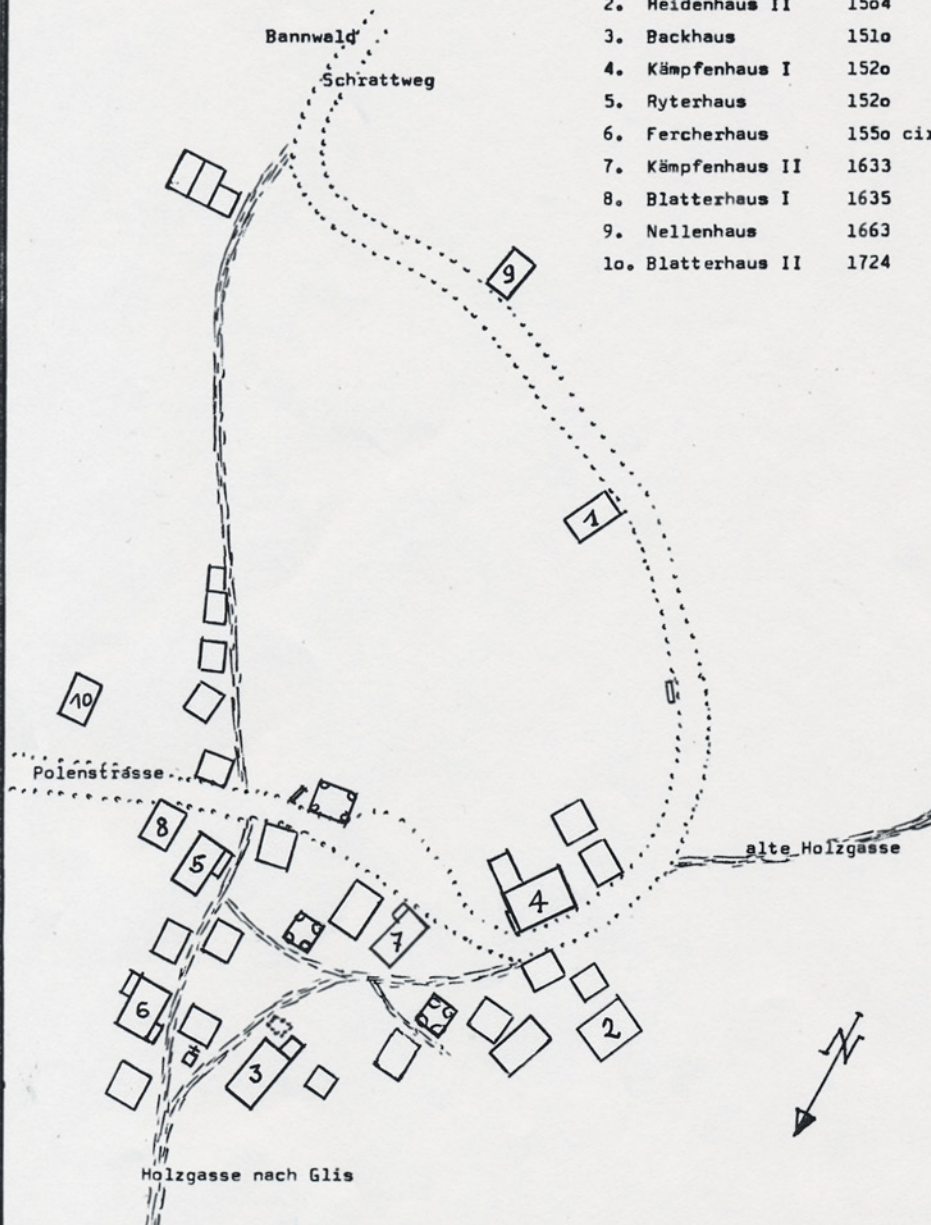 2. Heidenhaus II 15o4
3. Backhaus 151o
4. Kämpfenhaus I 152o
5. Ryterhaus 152o
6. Fercherhaus 155o
7. Kämpfenhaus II 1633
8. Blatterhaus I 1635
9. Nellenhaus 1663
1o. Blatterhaus II 1724
Bannwald
Schrattweg
9
1
10
Polenstrasse
8
5
4
alte Holzgasse
7
6
2
3
N
Holzgasse nach Glis